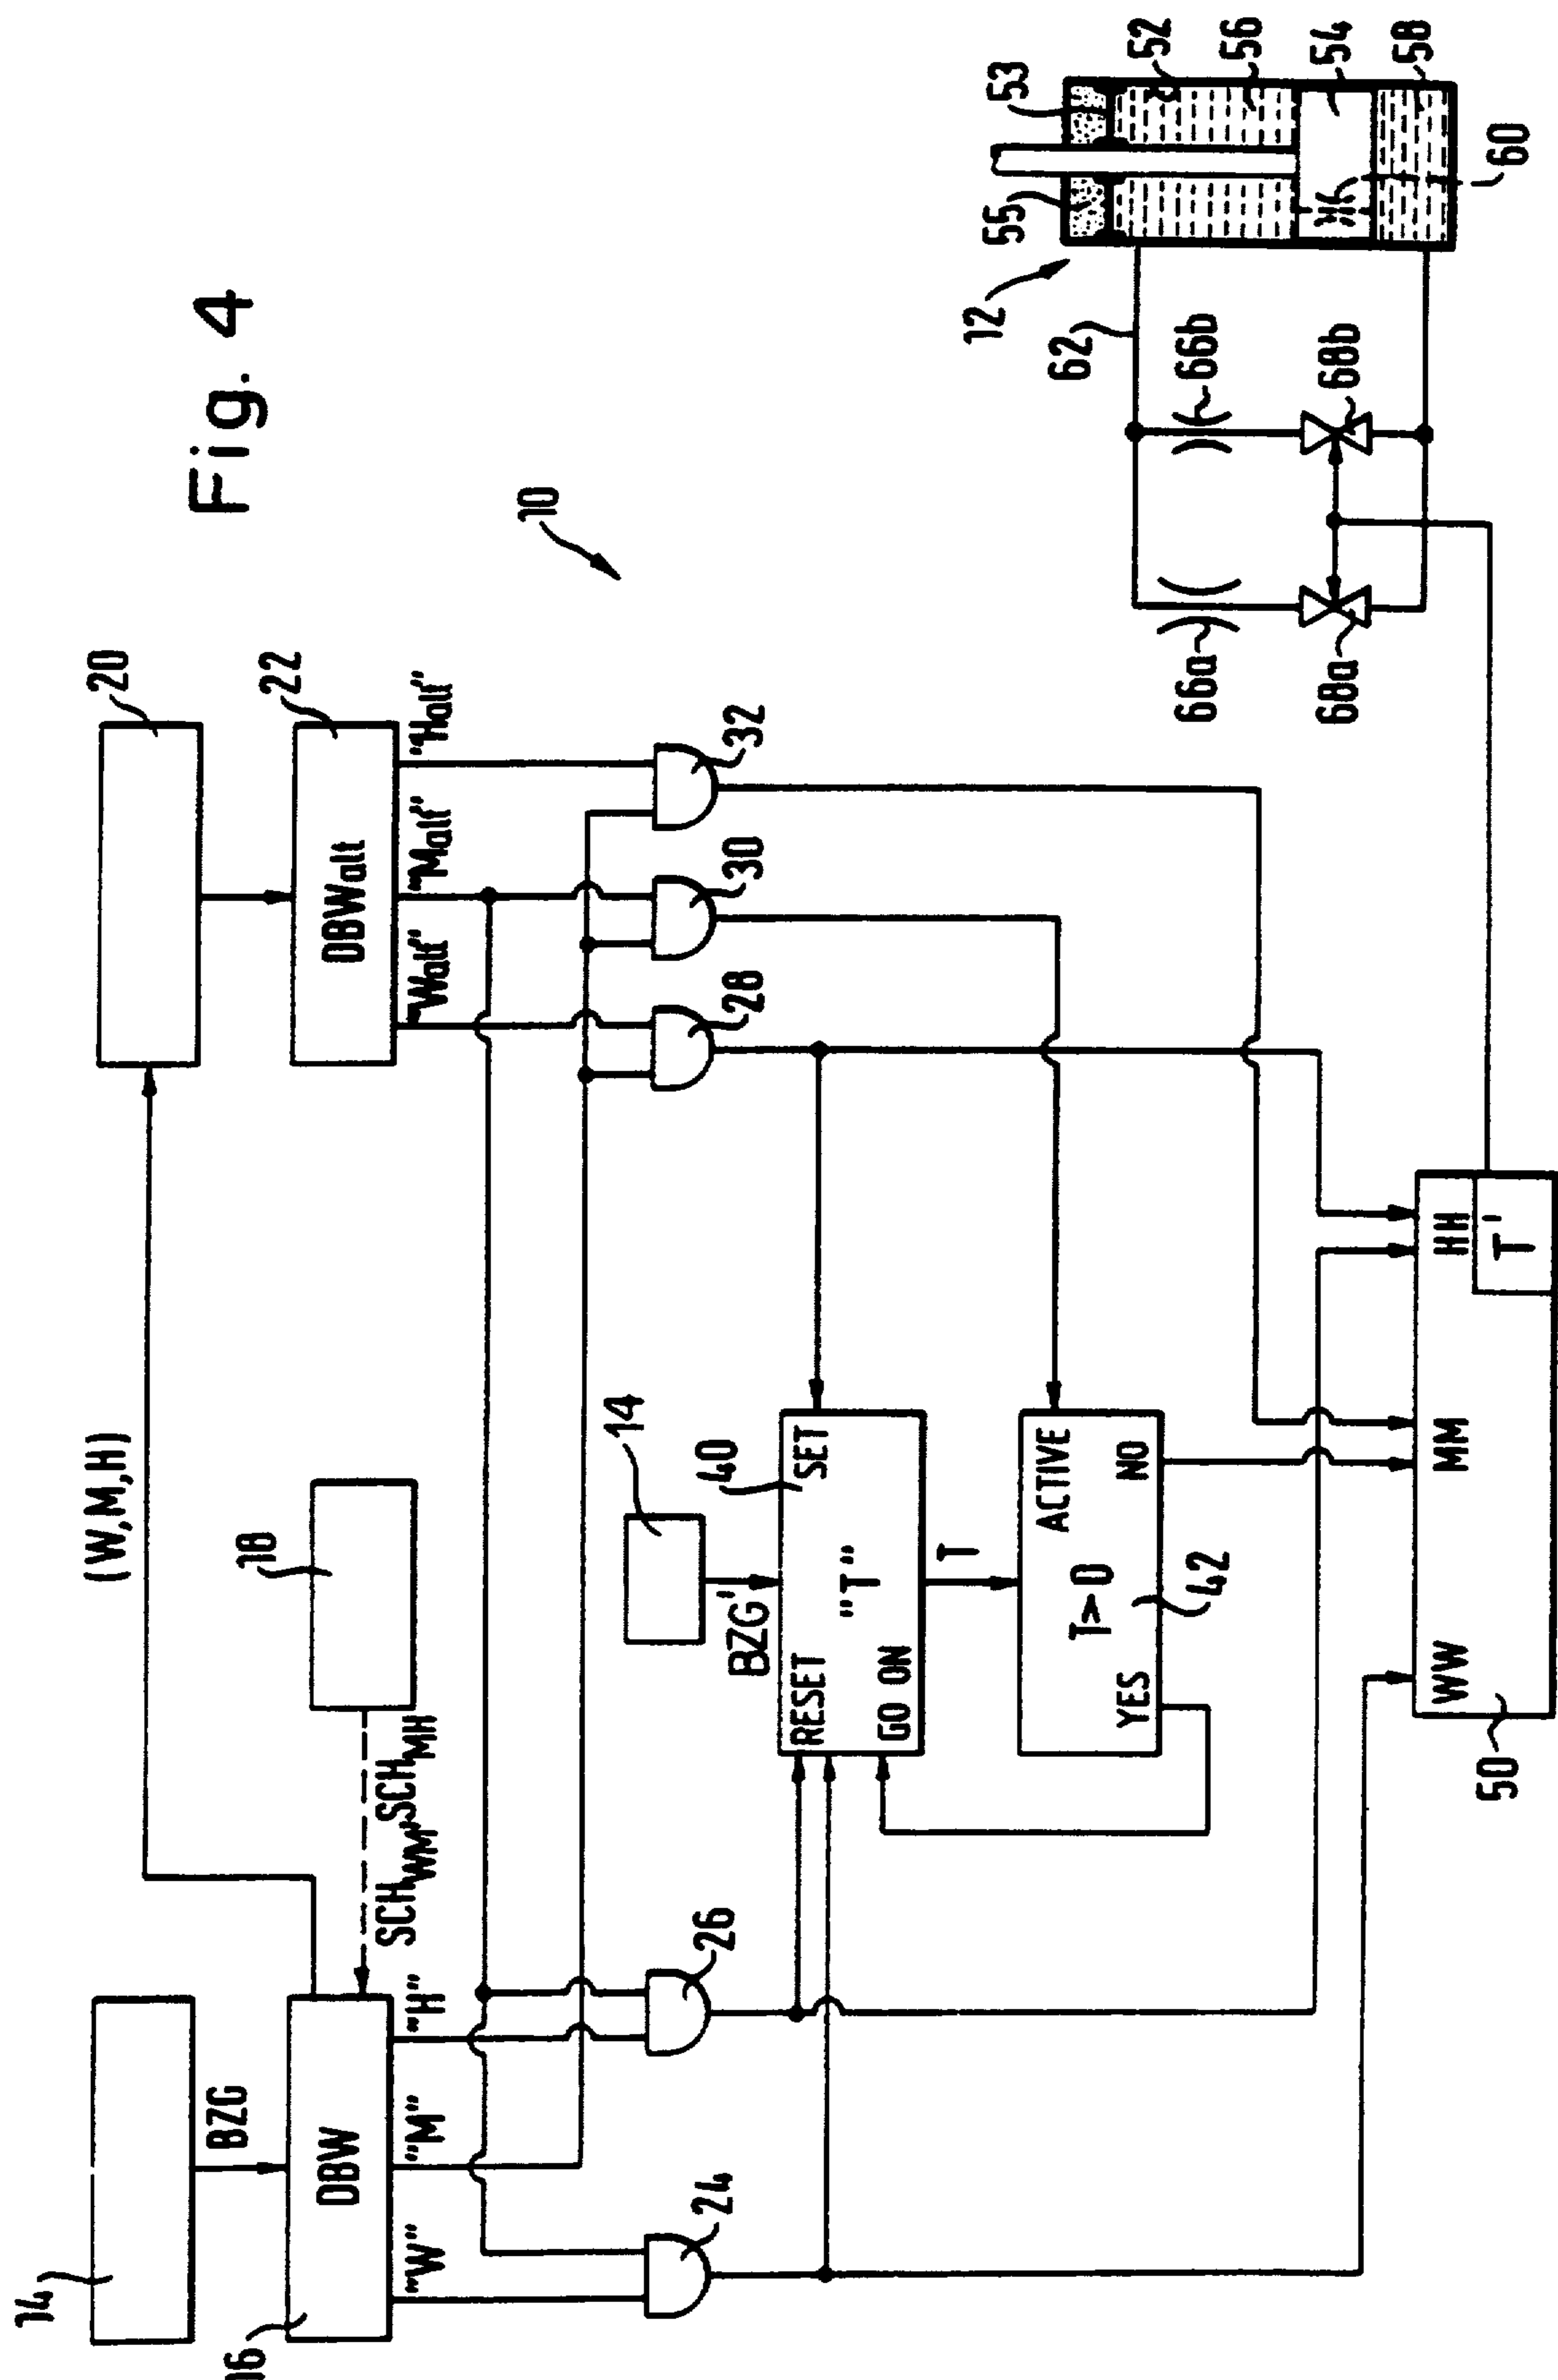 Fig. 4
10
14
BZG
16
DBW
"W"
"M"
"H"
18
SCHWM, SCHMH
(W,M,H)
20
22
DBWalt
"Walt"
"Malt"
"Halt"
24
26
28
30
32
14
BZG'
40
RESET
SET
"T"
GO ON
T
ACTIVE
T>0
YES
NO
42
50
WW
MM
HH
T'
12
62
66a
66b
68a
68b
55
53
52
56
54
58
60